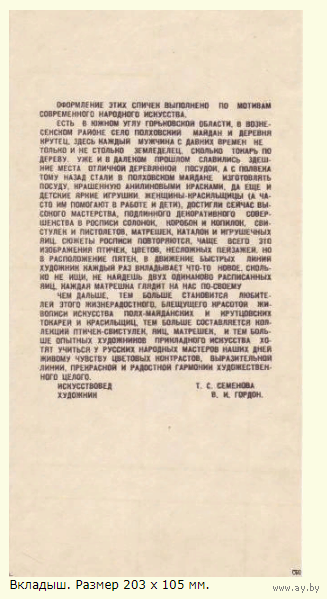 ОФОРМЛЕНИЕ ЭТИХ СПИЧЕК ВЫПОЛНЕНО ПО МОТИВАМ
СОВРЕМЕННОГО НАРОДНОГО ИСКУССТВА.
ЕСТЬ В ЮЖНОМ УГЛУ ГОРЬКОВСКОЙ ОБЛАСТИ, В ВОЗНЕ-
СЕНСКОМ РАЙОНЕ СЕЛО ПОЛХОВСКИЙ МАЙДАН И ДЕРЕВНЯ
КРУТЕЦ, ЗДЕСЬ КАЖДЫЙ МУЖЧИНА С ДАВНИХ ВРЕМЕН НЕ
ТОЛЬКО И НЕ СТОЛЬКО ЗЕМЛЕДЕЛЕЦ, СКОЛЬКО ТОКАРЬ ПО
ДЕРЕВУ. УЖЕ И В ДАЛЕКОМ ПРОШЛОМ СЛАВИЛИСЬ ЗДЕШ-
НИЕ МЕСТА ОТЛИЧНОЙ ДЕРЕВЯННОЙ ПОСУДОЙ, А С ПОЛВЕКА
ТОМУ НАЗАД СТАЛИ В ПОЛХОВСКОМ МАЙДАНЕ ИЗГОТОВЛЯТЬ
ПОСУДУ, КРАШЕННУЮ АНИЛИНОВЫМИ КРАСКАМИ, ДА ЕЩЕ И
ДЕТСКИЕ ЯРКИЕ ИГРУШКИ. ЖЕНЩИНЫ-КРАСИЛЬЩИЦЫ (А ЧА-
СТО ИМ ПОМОГАЮТ В РАБОТЕ И ДЕТИ), ДОСТИГЛИ СЕЙЧАС ВЫ-
СОКОГО МАСТЕРСТВА, ПОДЛИННОГО ДЕКОРАТИВНОГО СОВЕР-
ШЕНСТВА В РОСПИСИ СОЛОНОК, КОРОБОК И КОПИЛОК, СВИ-
СТУЛЕК И ПИСТОЛЕТОВ, МАТРЕШЕК, КАТАЛОК И ИГРУШЕЧНЫХ
ЯИЦ. СЮЖЕТЫ РОСПИСИ ПОВТОРЯЮТСЯ, ЧАЩЕ ВСЕГО ЭТО
ИЗОБРАЖЕНИЯ ПТИЧЕК, ЦВЕТОВ, НЕСЛОЖНЫХ ПЕЙЗАЖЕЙ, НО
В РАСПОЛОЖЕНИЕ ПЯТЕН, В ДВИЖЕНИЕ БЫСТРЫХ ЛИНИЙ
ХУДОЖНИК КАЖДЫЙ РАЗ ВКЛАДЫВАЕТ ЧТО-ТО НОВОЕ, СКОЛЬ-
КО НЕ ИЩИ, НЕ НАЙДЕШЬ ДВУХ ОДИНАКОВО РАСПИСАННЫХ
ЯИЦ, КАЖДАЯ МАТРЕШКА ГЛЯДИТ НА НАС ПО-СВОЕМУ
ЧЕМ ДАЛЬШЕ, ТЕМ БОЛЬШЕ СТАНОВИТСЯ ЛЮБИТЕ-
ЛЕЙ ЭТОГО ЖИЗНЕРАДОСТНОГО, БЛЕЩУЩЕГО КРАСОТОЙ ЖИ-
ВОПИСИ ИСКУССТВА ПОЛХ-МАЙДАНСКИХ И КРУТЦОВСКИХ
ТОКАРЕЙ И КРАСИЛЬЩИЦ, ТЕМ БОЛЬШЕ СОСТАВЛЯЕТСЯ КОЛ-
ЛЕКЦИЙ ПТИЧЕК-СВИСТУЛЕК, ЯИЦ, МАТРЕШЕК, И ТЕМ БОЛЬ-
ШЕ ОПЫТНЫХ ХУДОЖНИКОВ ПРИКЛАДНОГО ИСКУССТВА ХО-
ТЯТ УЧИТЬСЯ У РУССКИХ НАРОДНЫХ МАСТЕРОВ НАШИХ ДНЕЙ
ЖИВОМУ ЧУВСТВУ ЦВЕТОВЫХ КОНТРАСТОВ, ВЫРАЗИТЕЛЬНОЙ
ЛИНИИ, ПРЕКРАСНОЙ И РАДОСТНОЙ ГАРМОНИИ ХУДОЖЕСТВЕН-
НОГО ЦЕЛОГО.
ИСКУССТВОВЕД Т. С. СЕМЕНОВА
ХУДОЖНИК В. И. ГОРДОН.
Вкладыш. Размер 203 x 105 мм.
www.ay.by